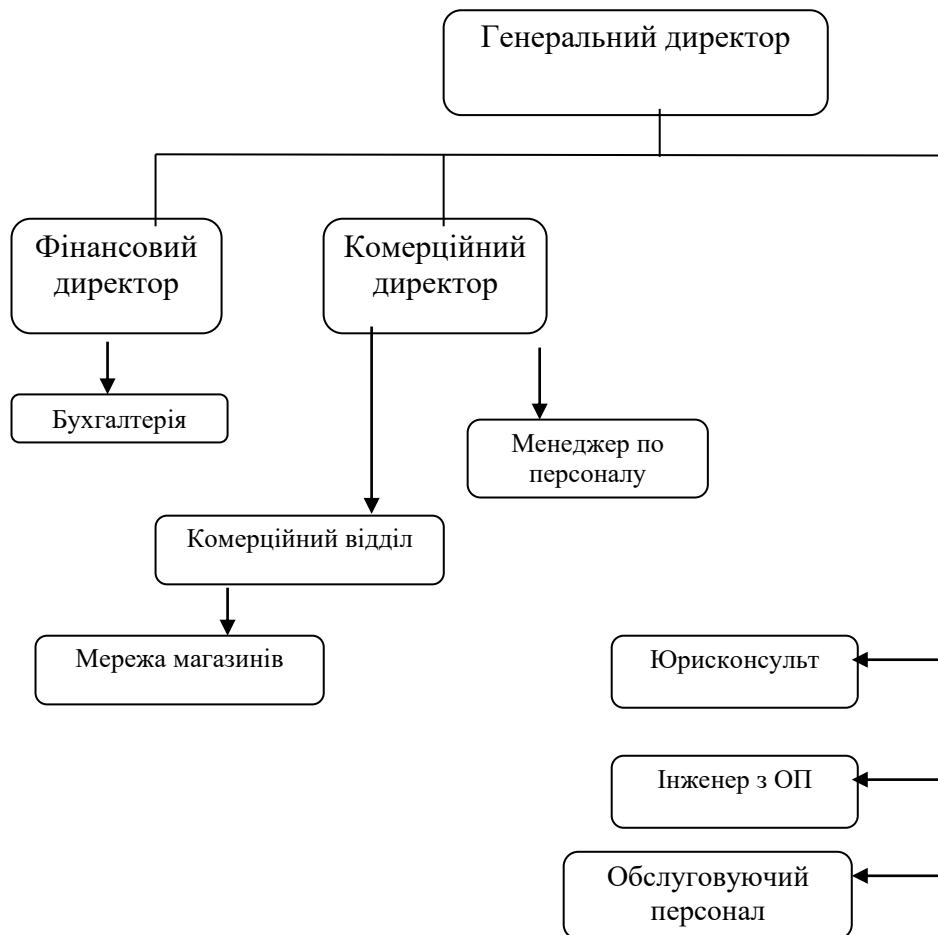 Генеральний директор
Фінансовий
директор
Комерційний
директор
Бухгалтерія
Менеджер по
персоналу
Комерційний відділ
Мережа магазинів
Юрисконсульт
Інженер з ОП
Обслуговуючий
персонал